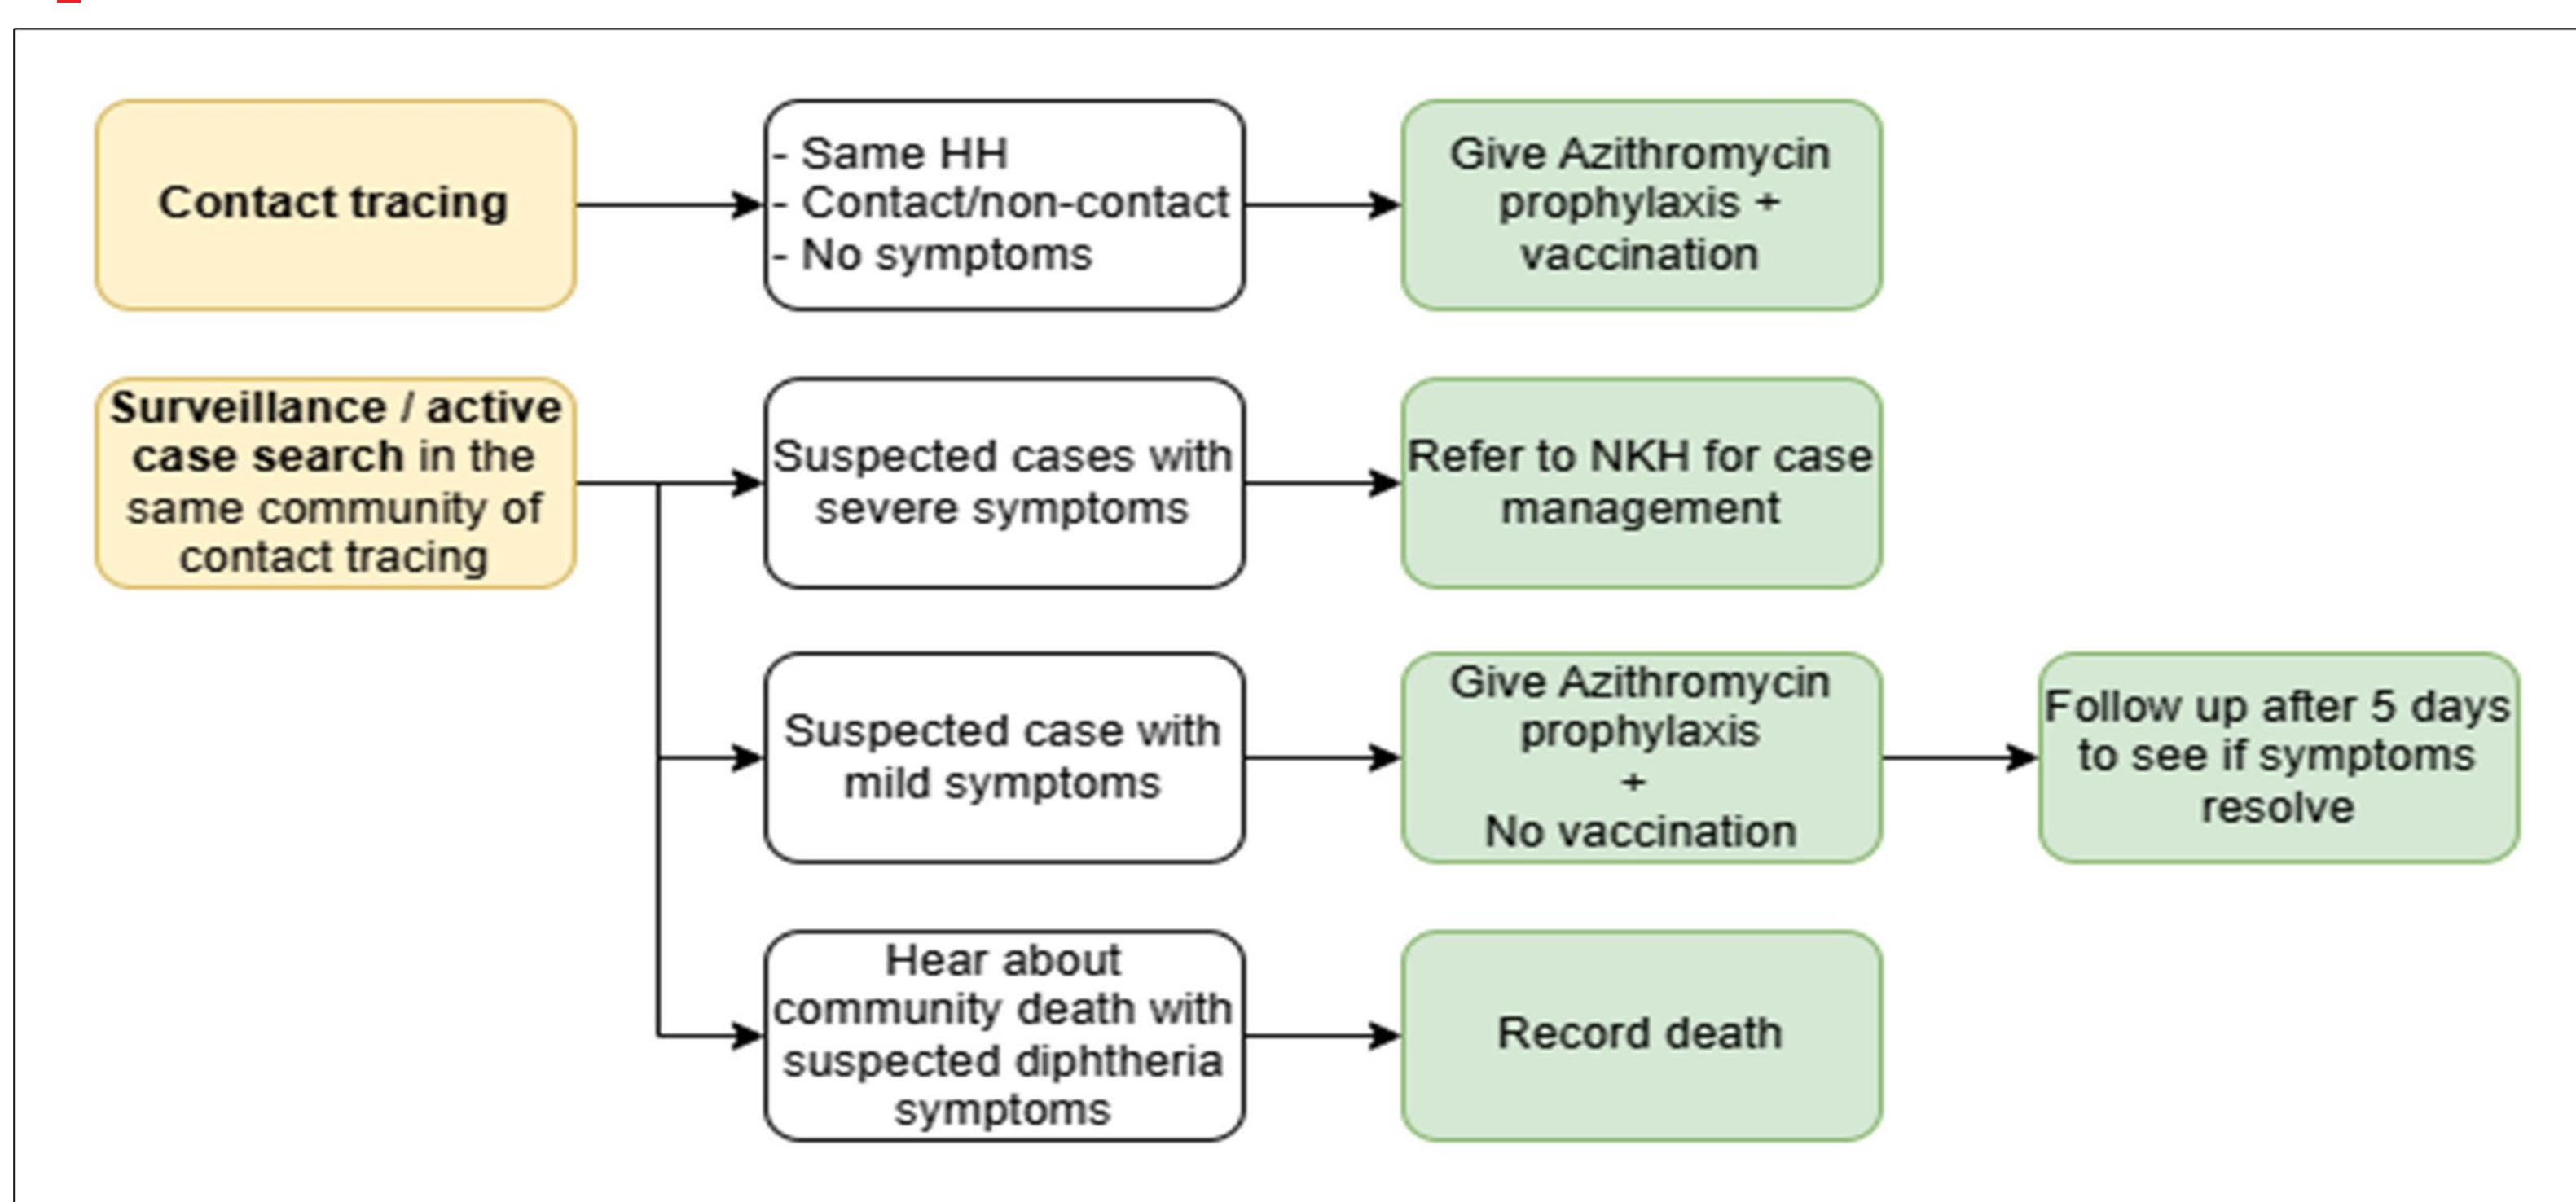 Contact tracing
- Same HH
- Contact/non-contact
- No symptoms
Give Azithromycin
prophylaxis +
vaccination
Surveillance / active
case search in the
same community of
contact tracing
Suspected cases with
severe symptoms
Refer to NKH for case
management
Suspected case with
mild symptoms
Give Azithromycin
prophylaxis
+
No vaccination
Follow up after 5 days
to see if symptoms
resolve
Hear about
community death with
suspected diphtheria
symptoms
Record death